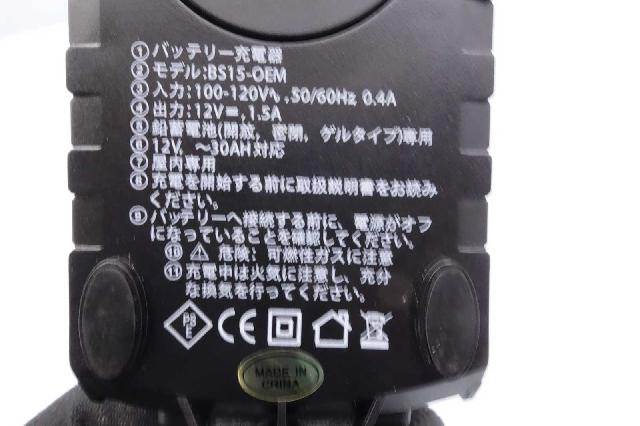 ① バッテリー充電器
② モデル:BS15-OEM
③ 入力:100-120V~, 50/60Hz, 0.4A
④ 出力:12V⎓, 1.5A
⑤ 鉛蓄電池(開放, 密閉, ゲルタイプ)専用
⑥ 12V, ~30AH対応
⑦ 屋内専用
⑧ 充電を開始する前に取扱説明書をお読み
ください。
⑨ バッテリーへ接続する前に、電源がオフ
になっていることを確認してください。
⑩ ⚠ 危険: 可燃性ガスに注意
⑪ 充電中は火気に注意し、充分
な換気を行ってください。
PS
E CE
MADE IN
CHINA